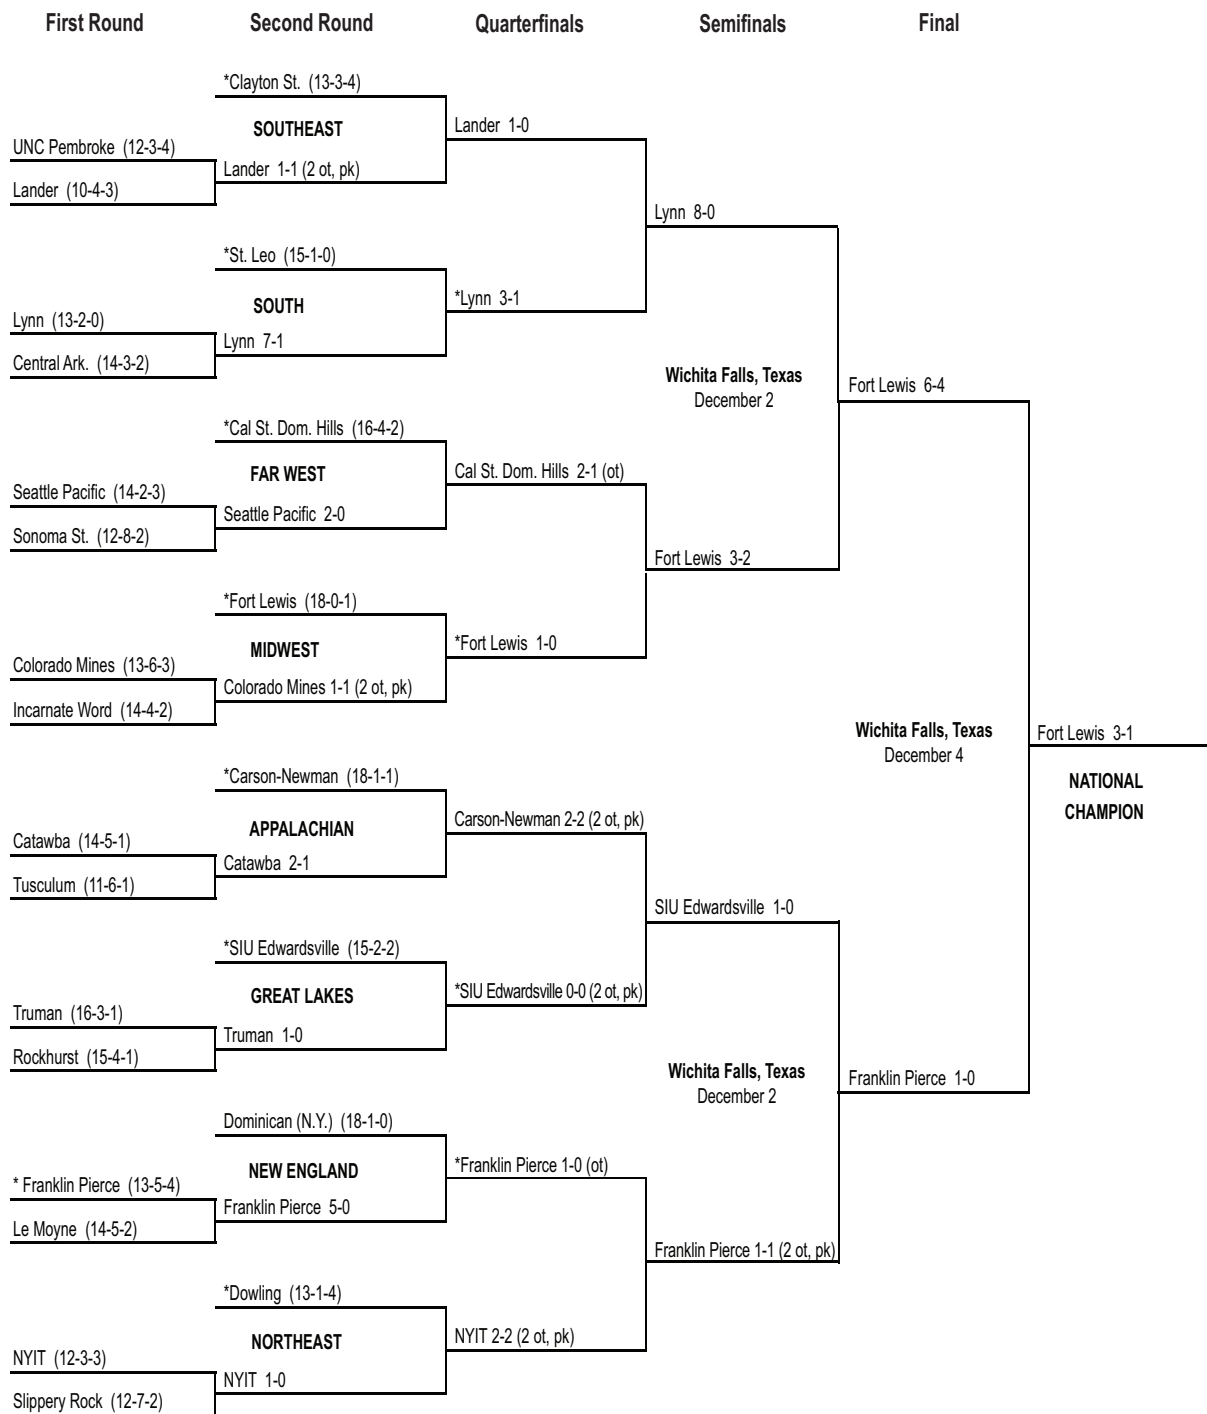 First Round Second Round Quarterfinals Semifinals Final
*Clayton St. (13-3-4)
SOUTHEAST
Lander 1-0
UNC Pembroke (12-3-4)
Lander 1-1 (2 ot, pk)
Lander (10-4-3)
Lynn 8-0
*St. Leo (15-1-0)
SOUTH
*Lynn 3-1
Lynn (13-2-0)
Lynn 7-1
Central Ark. (14-3-2)
Wichita Falls, Texas
December 2
Fort Lewis 6-4
*Cal St. Dom. Hills (16-4-2)
FAR WEST
Cal St. Dom. Hills 2-1 (ot)
Seattle Pacific (14-2-3)
Seattle Pacific 2-0
Sonoma St. (12-8-2)
Fort Lewis 3-2
*Fort Lewis (18-0-1)
MIDWEST
*Fort Lewis 1-0
Colorado Mines (13-6-3)
Colorado Mines 1-1 (2 ot, pk)
Incarnate Word (14-4-2)
Wichita Falls, Texas
December 4
Fort Lewis 3-1
NATIONAL
CHAMPION
*Carson-Newman (18-1-1)
APPALACHIAN
Carson-Newman 2-2 (2 ot, pk)
Catawba (14-5-1)
Catawba 2-1
Tusculum (11-6-1)
SIU Edwardsville 1-0
*SIU Edwardsville (15-2-2)
GREAT LAKES
*SIU Edwardsville 0-0 (2 ot, pk)
Truman (16-3-1)
Truman 1-0
Rockhurst (15-4-1)
Wichita Falls, Texas
December 2
Franklin Pierce 1-0
Dominican (N.Y.) (18-1-0)
NEW ENGLAND
*Franklin Pierce 1-0 (ot)
* Franklin Pierce (13-5-4)
Franklin Pierce 5-0
Le Moyne (14-5-2)
Franklin Pierce 1-1 (2 ot, pk)
*Dowling (13-1-4)
NORTHEAST
NYIT 2-2 (2 ot, pk)
NYIT (12-3-3)
NYIT 1-0
Slippery Rock (12-7-2)